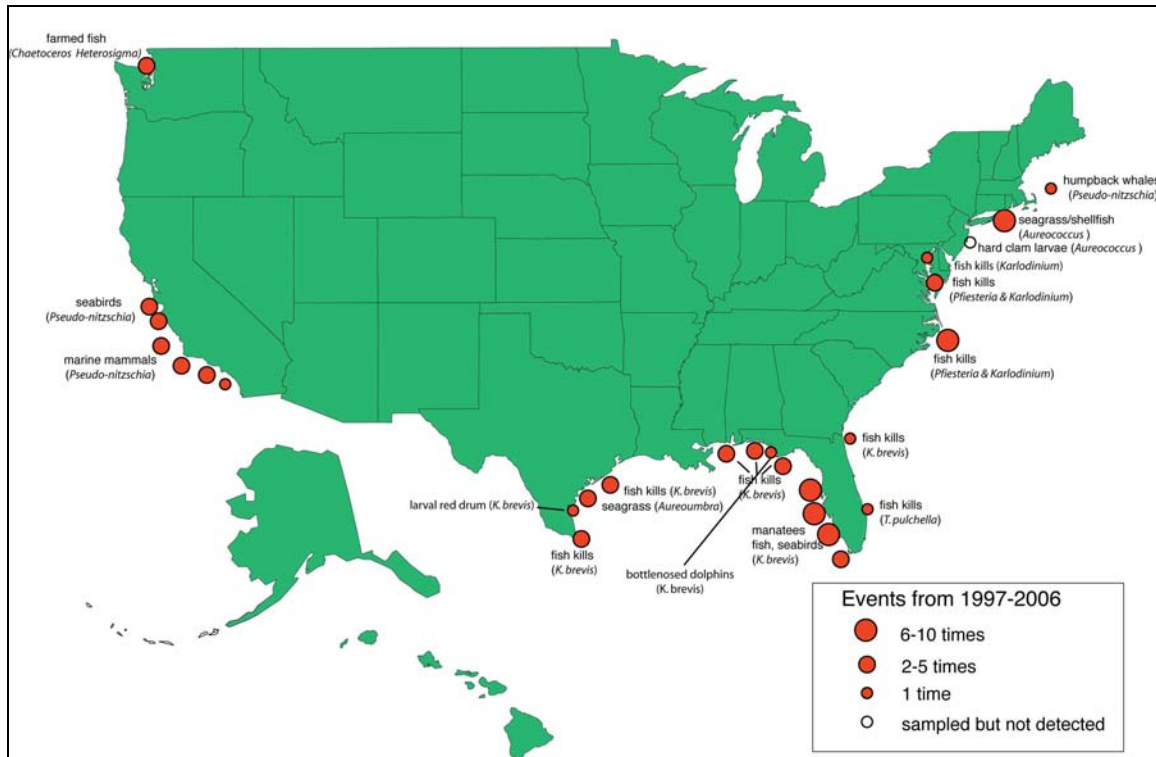 farmed fish
(Chaetoceros Heterosigma)
humpback whales
(Pseudo-nitzschia)
seagrass/shellfish
(Aureococcus )
hard clam larvae (Aureococcus )
fish kills (Karlodinium)
fish kills
(Pfiesteria & Karlodinium)
seabirds
(Pseudo-nitzschia)
marine mammals
(Pseudo-nitzschia)
fish kills
(Pfiesteria & Karlodinium)
fish kills
(K. brevis)
fish kills
(K. brevis)
fish kills (K. brevis)
seagrass (Aureoumbra)
larval red drum (K. brevis)
fish kills
(T. pulchella)
manatees
fish, seabirds
(K. brevis)
fish kills
(K. brevis)
bottlenosed dolphins
(K. brevis)
Events from 1997-2006
6-10 times
2-5 times
1 time
sampled but not detected